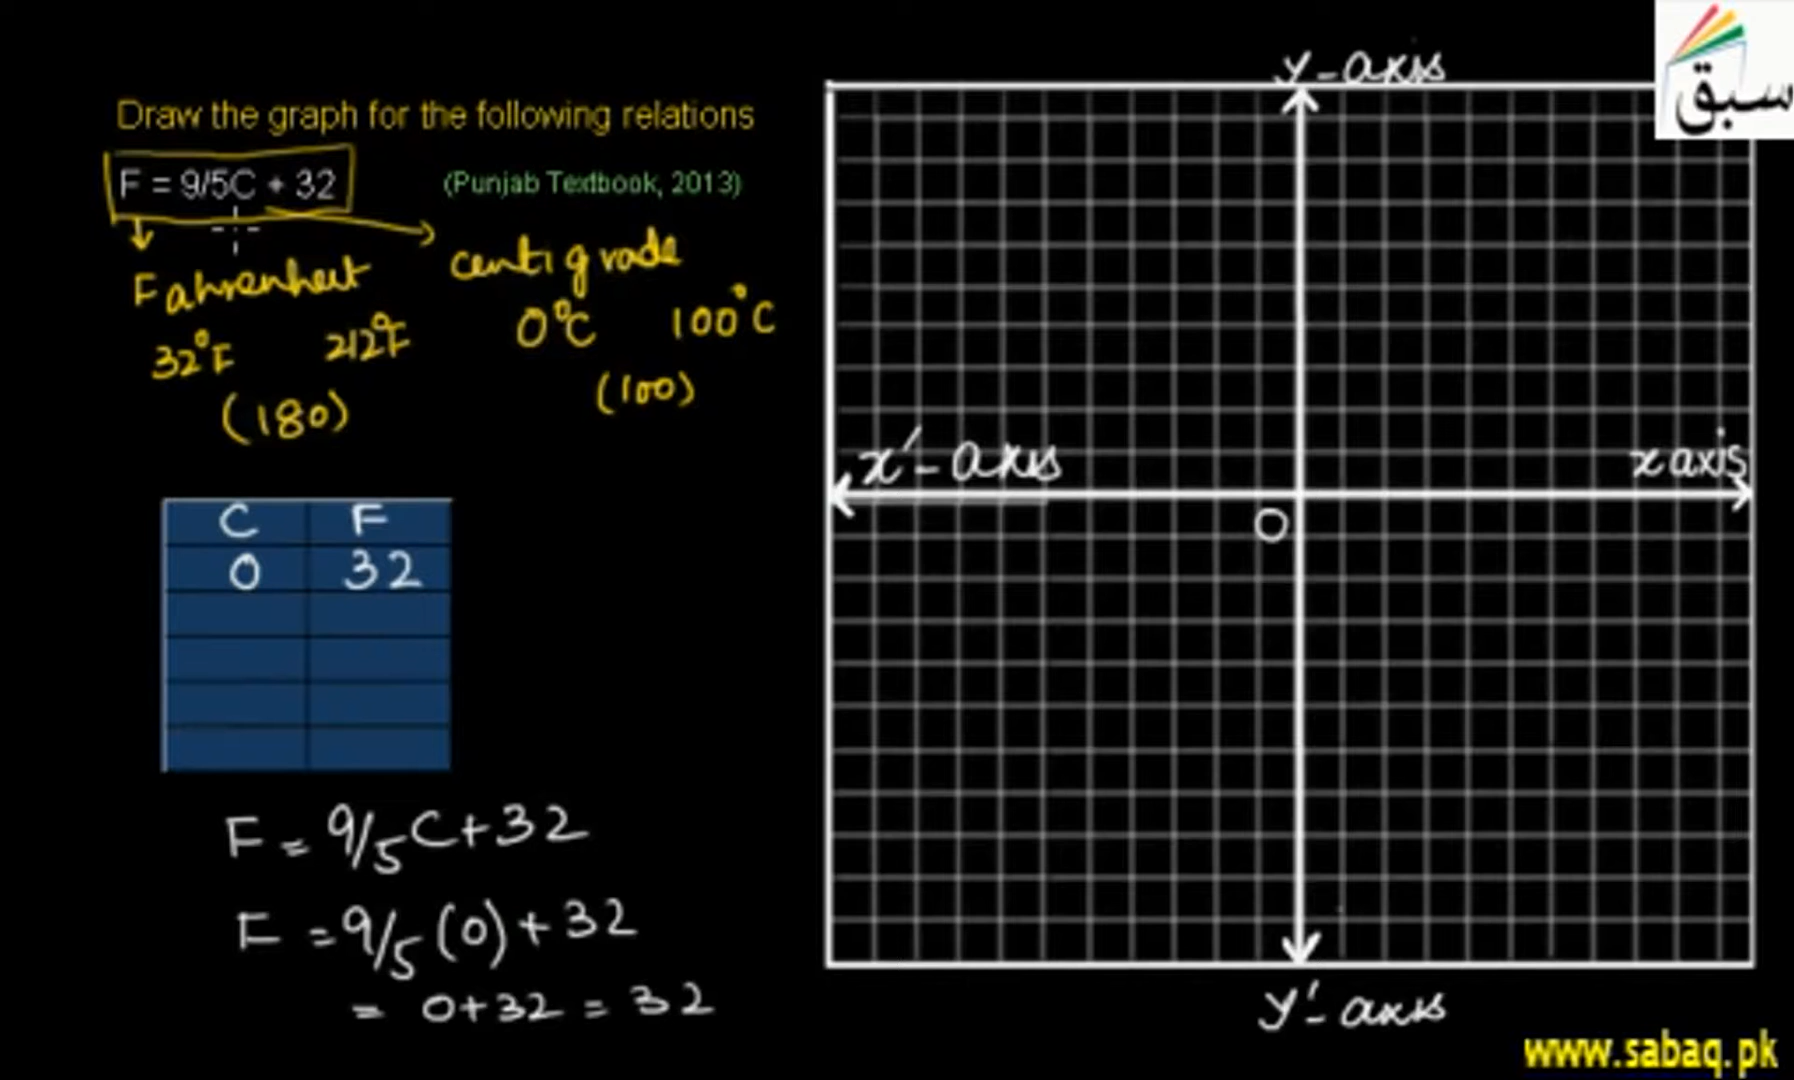 سبق
y-axis
Draw the graph for the following relations
F = 9/5C + 32
(Punjab Textbook, 2013)
Fahrenheit
centigrade
32°F 212°F
0°C 100°C
(180)
(100)
x'-axis
x axis
O
C F
0 32
F = 9/5 C+32
F = 9/5 (0) + 32
= 0+32 = 32
y'-axis
www.sabaq.pk